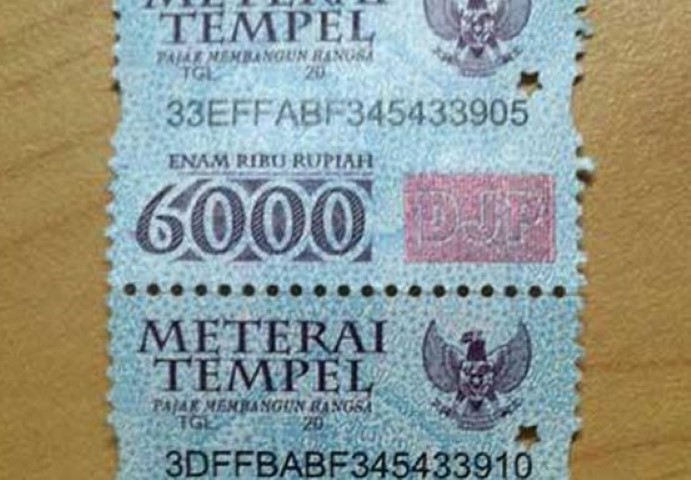 METERAI
TEMPEL
PAJAK MEMBANGUN BANGSA
TGL. 20
33EFFABF345433905
ENAM RIBU RUPIAH
6000 DJP
METERAI
TEMPEL
PAJAK MEMBANGUN BANGSA
TGL. 20
3DFFBABF345433910